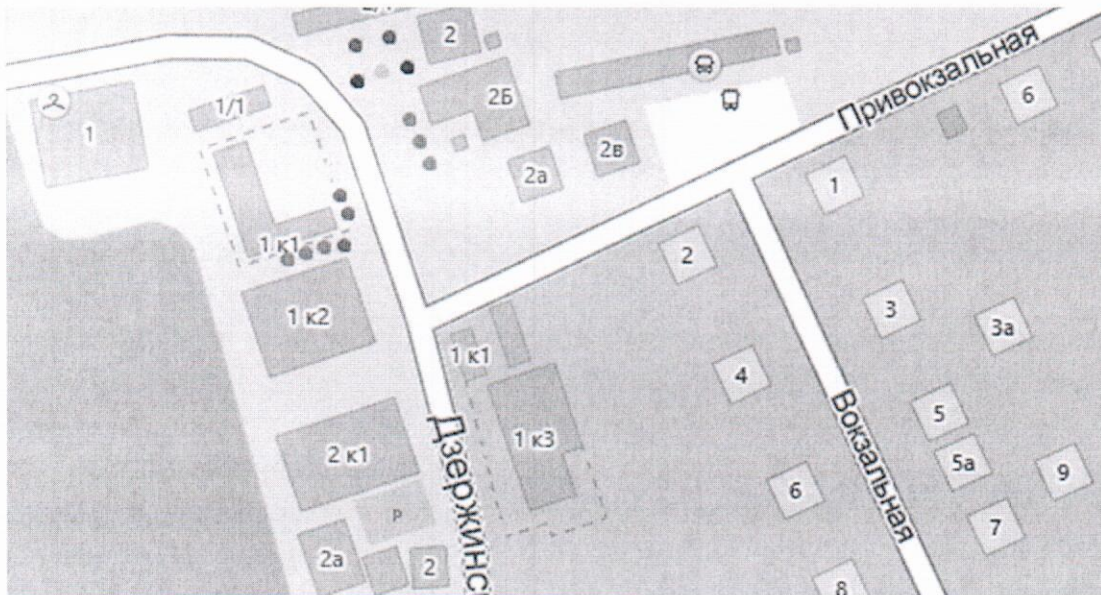 2
2Б
Привокзальная
6
1/1
1
2а
2в
1
1 к1
2
1 к2
3
3а
1 к1
4
5
Дзержинс
1 к3
Вокзальная
2 к1
5а
9
6
P
7
2а
2
8